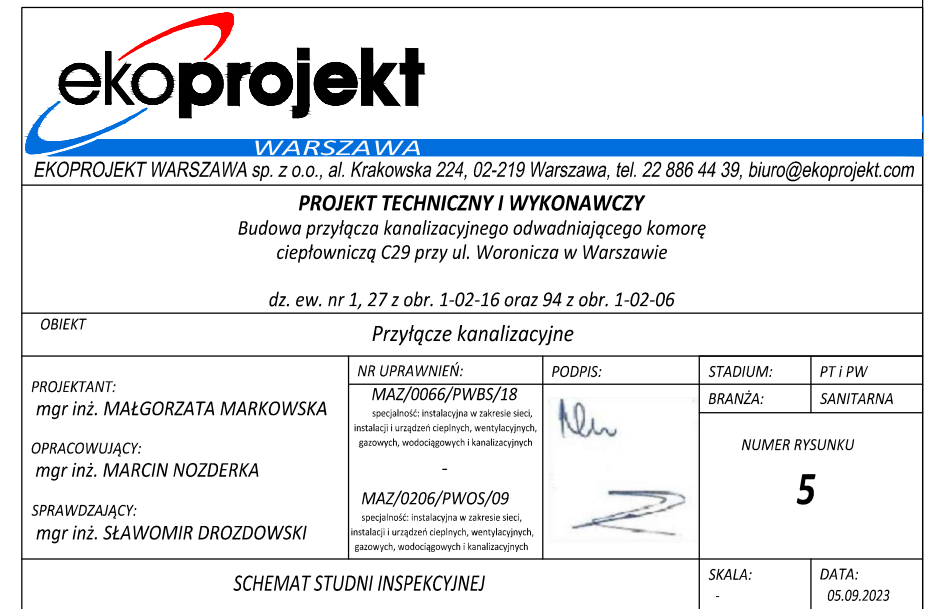 ekoprojekt
WARSZAWA
EKOPROJEKT WARSZAWA sp. z o.o., al. Krakowska 224, 02-219 Warszawa, tel. 22 886 44 39, biuro@ekoprojekt.com
PROJEKT TECHNICZNY I WYKONAWCZY
Budowa przyłącza kanalizacyjnego odwadniającego komorę
ciepłowniczą C29 przy ul. Woronicza w Warszawie
dz. ew. nr 1, 27 z obr. 1-02-16 oraz 94 z obr. 1-02-06
OBIEKT
Przyłącze kanalizacyjne
PROJEKTANT:
mgr inż. MAŁGORZATA MARKOWSKA
OPRACOWUJĄCY:
mgr inż. MARCIN NOZDERKA
SPRAWDZAJĄCY:
mgr inż. SŁAWOMIR DROZDOWSKI
NR UPRAWNIEŃ:
MAZ/0066/PWBS/18
specjalność: instalacyjna w zakresie sieci,
instalacji i urządzeń cieplnych, wentylacyjnych,
gazowych, wodociągowych i kanalizacyjnych
-
MAZ/0206/PWOS/09
specjalność: instalacyjna w zakresie sieci,
instalacji i urządzeń cieplnych, wentylacyjnych,
gazowych, wodociągowych i kanalizacyjnych
PODPIS:
STADIUM:
PT i PW
BRANŻA:
SANITARNA
NUMER RYSUNKU
5
SCHEMAT STUDNI INSPEKCYJNEJ
SKALA:
-
DATA:
05.09.2023